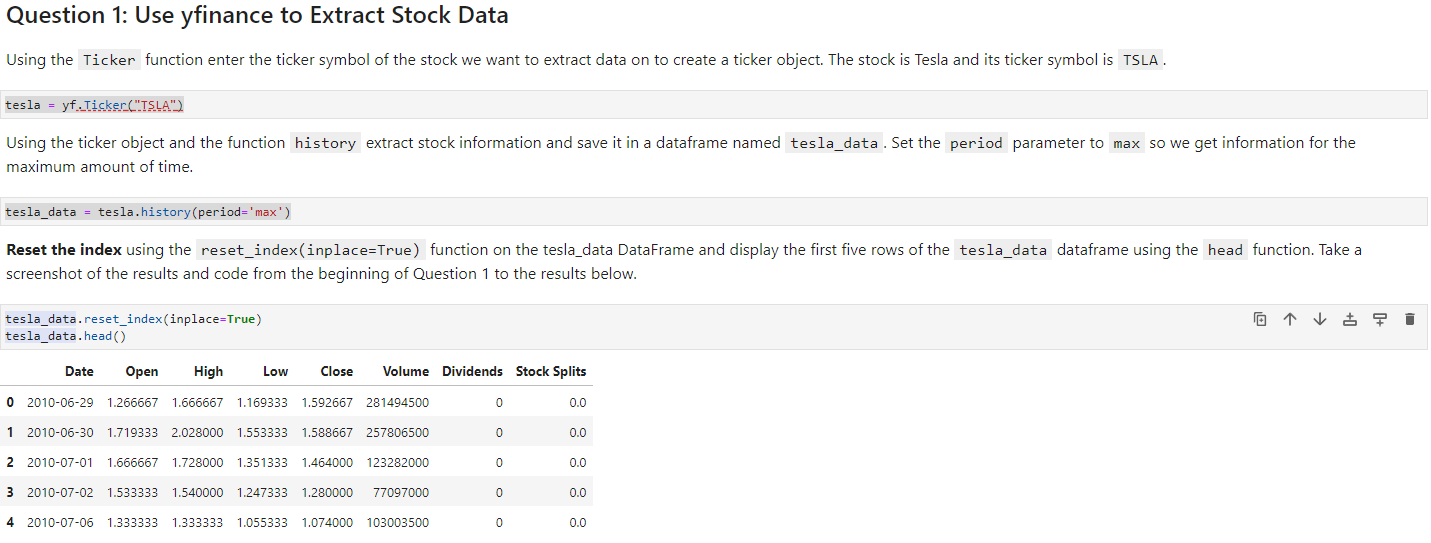 Question 1: Use yfinance to Extract Stock Data
Using the Ticker function enter the ticker symbol of the stock we want to extract data on to create a ticker object. The stock is Tesla and its ticker symbol is TSLA.
tesla = yf.Ticker("TSLA")
Using the ticker object and the function history extract stock information and save it in a dataframe named tesla_data. Set the period parameter to max so we get information for the
maximum amount of time.
tesla_data = tesla.history(period='max')
Reset the index using the reset_index(inplace=True) function on the tesla_data DataFrame and display the first five rows of the tesla_data dataframe using the head function. Take a
screenshot of the results and code from the beginning of Question 1 to the results below.
tesla_data.reset_index(inplace=True)
tesla_data.head()
Date Open High Low Close Volume Dividends Stock Splits
0 2010-06-29 1.266667 1.666667 1.169333 1.592667 281494500 0 0.0
1 2010-06-30 1.719333 2.028000 1.553333 1.588667 257806500 0 0.0
2 2010-07-01 1.666667 1.728000 1.351333 1.464000 123282000 0 0.0
3 2010-07-02 1.533333 1.540000 1.247333 1.280000 77097000 0 0.0
4 2010-07-06 1.333333 1.333333 1.055333 1.074000 103003500 0 0.0